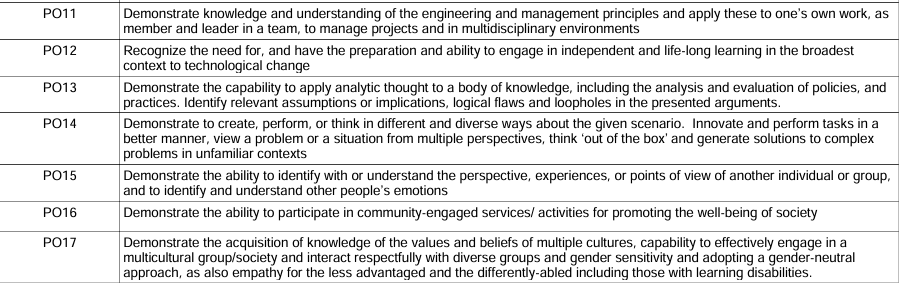 PO11
Demonstrate knowledge and understanding of the engineering and management principles and apply these to one's own work, as
member and leader in a team, to manage projects and in multidisciplinary environments
PO12
Recognize the need for, and have the preparation and ability to engage in independent and life-long learning in the broadest
context to technological change
PO13
Demonstrate the capability to apply analytic thought to a body of knowledge, including the analysis and evaluation of policies, and
practices. Identify relevant assumptions or implications, logical flaws and loopholes in the presented arguments.
PO14
Demonstrate to create, perform, or think in different and diverse ways about the given scenario.  Innovate and perform tasks in a
better manner, view a problem or a situation from multiple perspectives, think ‘out of the box’ and generate solutions to complex
problems in unfamiliar contexts
PO15
Demonstrate the ability to identify with or understand the perspective, experiences, or points of view of another individual or group,
and to identify and understand other people's emotions
PO16
Demonstrate the ability to participate in community-engaged services/ activities for promoting the well-being of society
PO17
Demonstrate the acquisition of knowledge of the values and beliefs of multiple cultures, capability to effectively engage in a
multicultural group/society and interact respectfully with diverse groups and gender sensitivity and adopting a gender-neutral
approach, as also empathy for the less advantaged and the differently-abled including those with learning disabilities.